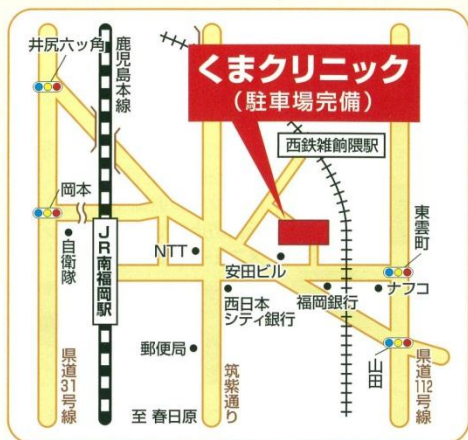 井尻六ッ角
鹿児島本線
くまクリニック
（駐車場完備）
西鉄雑餉隈駅
岡本
自衛隊
JR南福岡駅
NTT
安田ビル
東雲町
西日本
シティ銀行
福岡銀行
ナフコ
郵便局
山田
県道31号線
筑紫通り
県道112号線
至 春日原